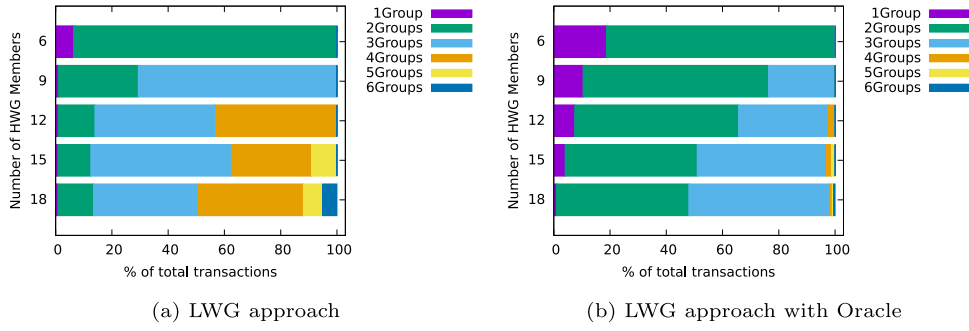 1Group
2Groups
3Groups
4Groups
5Groups
6Groups
Number of HWG Members
6
9
12
15
18
0 20 40 60 80 100
% of total transactions
(a) LWG approach
1Group
2Groups
3Groups
4Groups
5Groups
6Groups
Number of HWG Members
6
9
12
15
18
0 20 40 60 80 100
% of total transactions
(b) LWG approach with Oracle